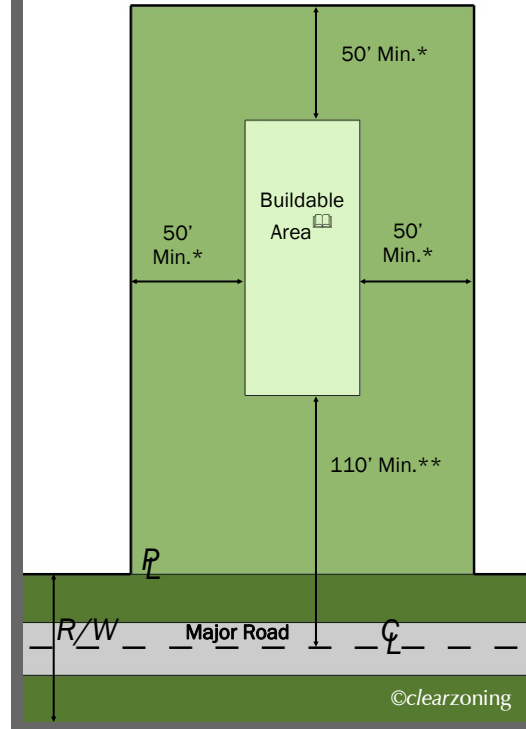 50’ Min.*
Buildable
Area
50’
Min.*
50’
Min.*
110’ Min.**
PL
R/W
Major Road
CL
©clearzoning